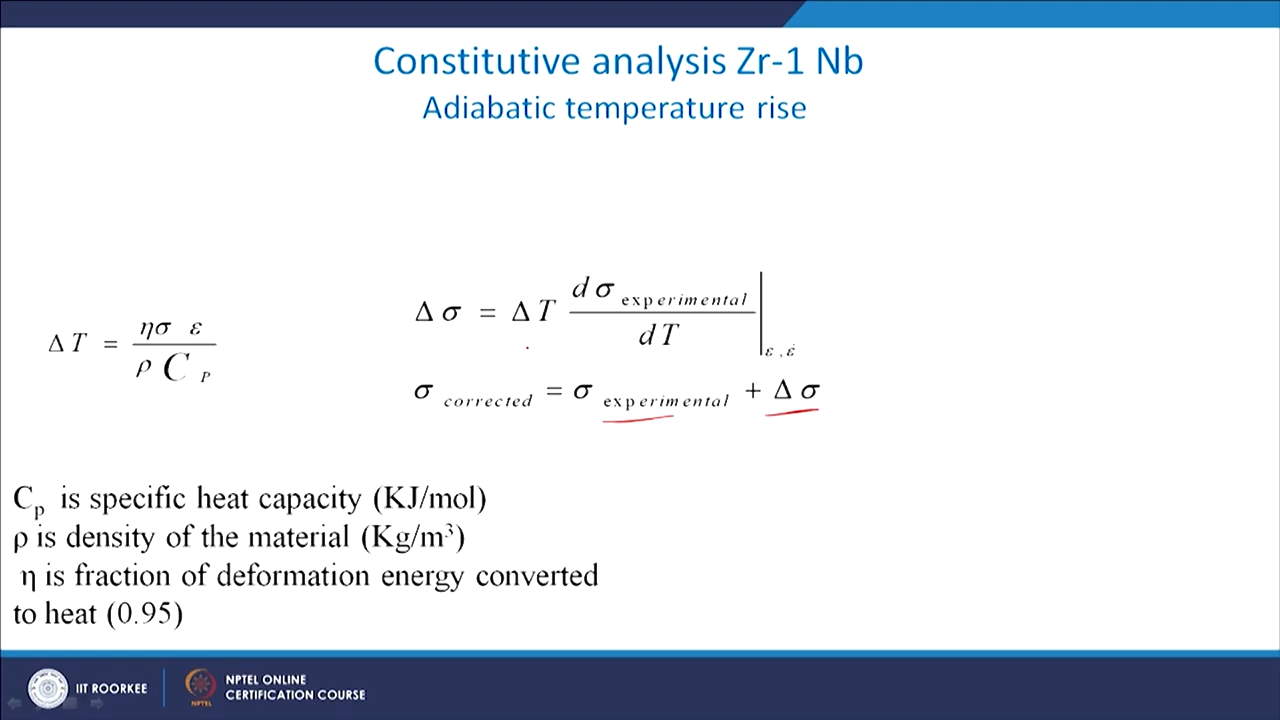 Constitutive analysis Zr-1 Nb
Adiabatic temperature rise
ΔT = ησ ε / ρ C_P
Δσ = ΔT dσ_experimental / dT |_ε , ε̇
σ_corrected = σ_experimental + Δσ
C_p is specific heat capacity (KJ/mol)
ρ is density of the material (Kg/m³)
η is fraction of deformation energy converted
to heat (0.95)
IIT ROORKEE
NPTEL
NPTEL ONLINE
CERTIFICATION COURSE